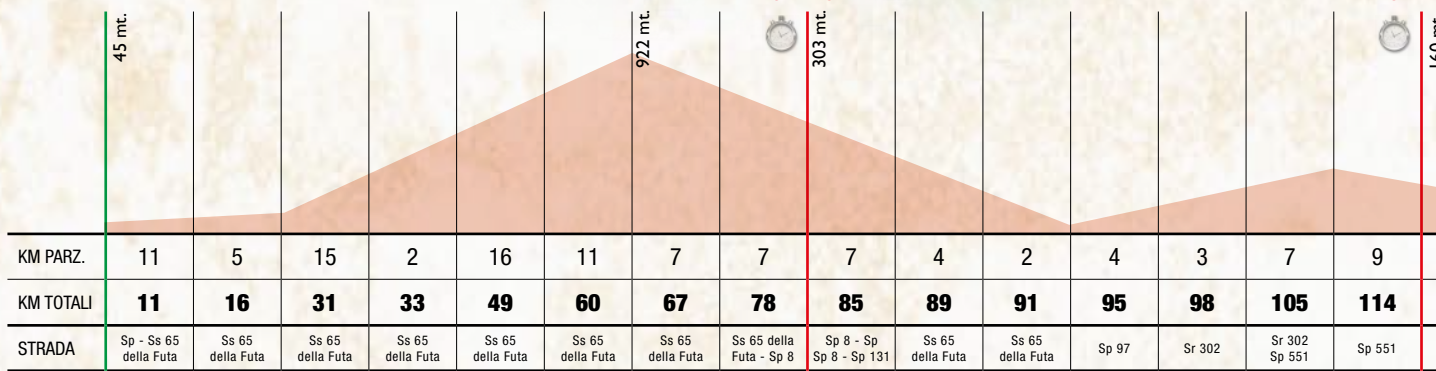 45 mt.
922 mt.
303 mt.
KM PARZ. 11 5 15 2 16 11 7 7 7 4 2 4 3 7 9
KM TOTALI 11 16 31 33 49 60 67 78 85 89 91 95 98 105 114
STRADA
Sp - Ss 65
della Futa
Ss 65
della Futa
Ss 65
della Futa
Ss 65
della Futa
Ss 65
della Futa
Ss 65
della Futa
Ss 65
della Futa
Ss 65 della
Futa - Sp 8
Sp 8 - Sp
Sp 8 - Sp 131
Ss 65
della Futa
Ss 65
della Futa
Sp 97
Sr 302
Sr 302
Sp 551
Sp 551